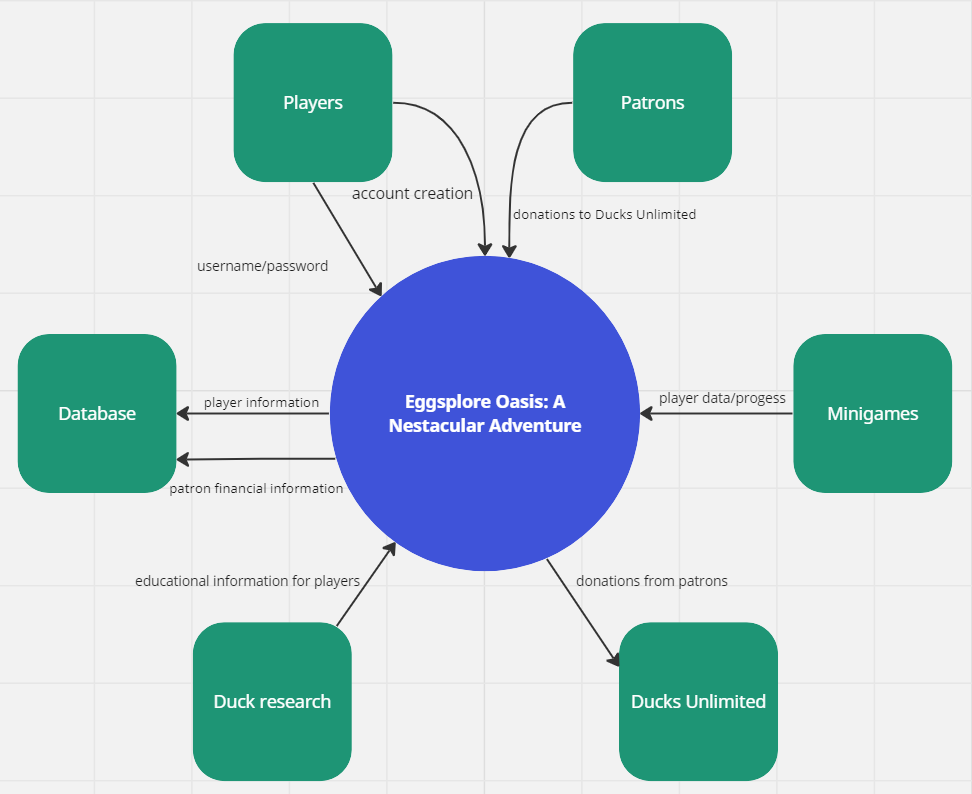 Players
Patrons
account creation
donations to Ducks Unlimited
username/password
Database
player information
patron financial information
Eggsplore Oasis: A
Nestacular Adventure
player data/progess
Minigames
educational information for players
donations from patrons
Duck research
Ducks Unlimited